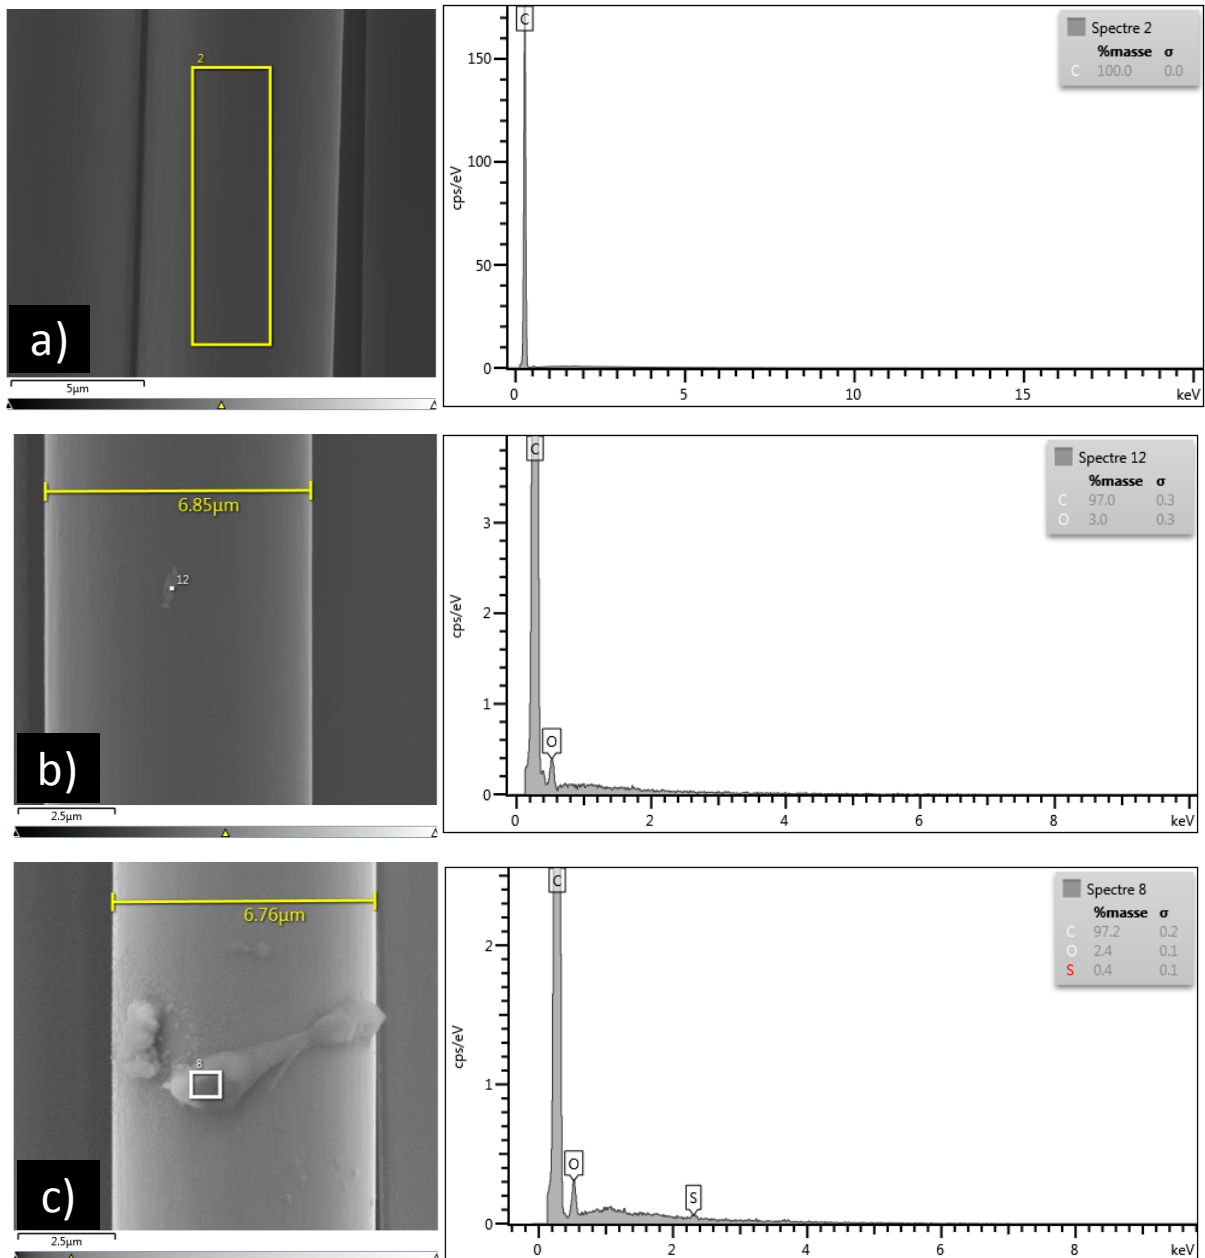 2
a)
5µm
C
150
100
50
0
cps/eV
0 5 10 15 keV
Spectre 2
%masse σ
C 100.0 0.0
6.85µm
12
b)
2.5µm
C
O
3
2
1
0
cps/eV
0 2 4 6 8 keV
Spectre 12
%masse σ
C 97.0 0.3
O 3.0 0.3
6.76µm
8
c)
2.5µm
C
O
S
2
1
0
cps/eV
0 2 4 6 8 keV
Spectre 8
%masse σ
C 97.2 0.2
O 2.4 0.1
S 0.4 0.1